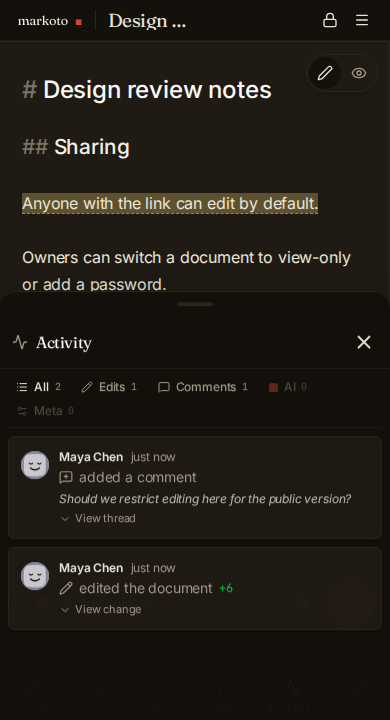 markoto
Design ...
# Design review notes
## Sharing
Anyone with the link can edit by default.
Owners can switch a document to view-only
or add a password.
Activity
All 2 Edits 1 Comments 1 AI 0
Meta 0
Maya Chen just now
added a comment
Should we restrict editing here for the public version?
View thread
Maya Chen just now
edited the document +6
View change